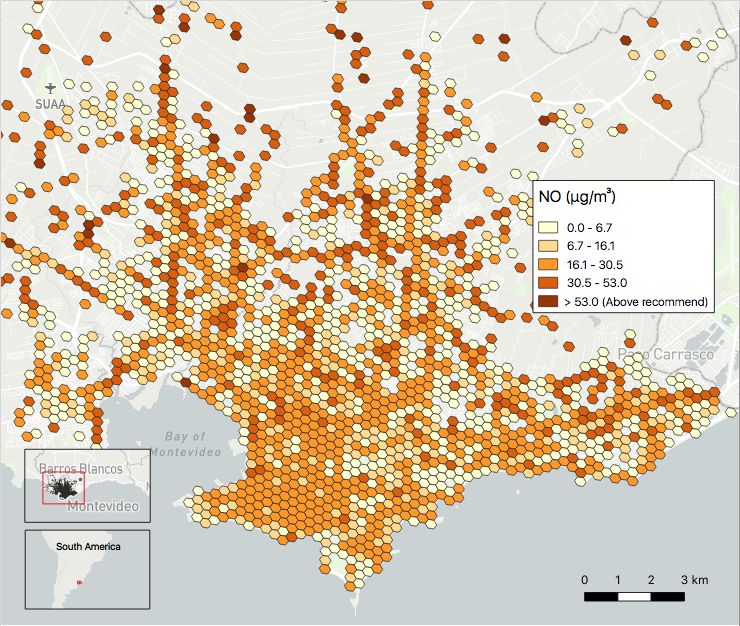 SUAA
NO (µg/m³)
0.0 - 6.7
6.7 - 16.1
16.1 - 30.5
30.5 - 53.0
> 53.0 (Above recommend)
Carrasco
Bay of
Montevideo
Barros Blancos
Montevideo
South America
0 1 2 3 km